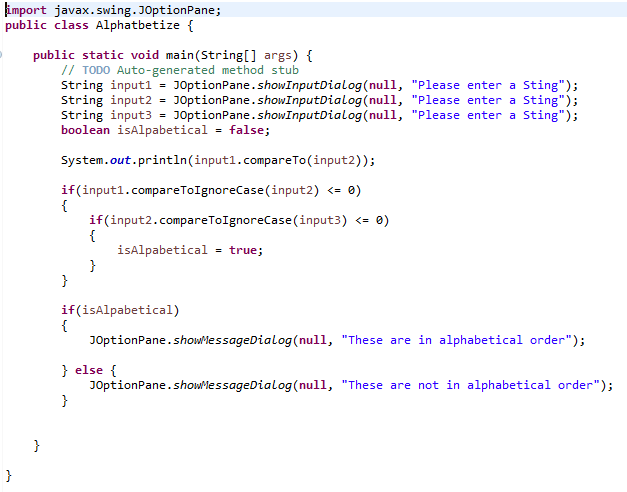 import javax.swing.JOptionPane;
public class Alphatbetize {
public static void main(String[] args) {
// TODO Auto-generated method stub
String input1 = JOptionPane.showInputDialog(null, "Please enter a Sting");
String input2 = JOptionPane.showInputDialog(null, "Please enter a Sting");
String input3 = JOptionPane.showInputDialog(null, "Please enter a Sting");
boolean isAlpabetical = false;
System.out.println(input1.compareTo(input2));
if(input1.compareToIgnoreCase(input2) <= 0)
{
if(input2.compareToIgnoreCase(input3) <= 0)
{
isAlpabetical = true;
}
}
if(isAlpabetical)
{
JOptionPane.showMessageDialog(null, "These are in alphabetical order");
} else {
JOptionPane.showMessageDialog(null, "These are not in alphabetical order");
}
}
}